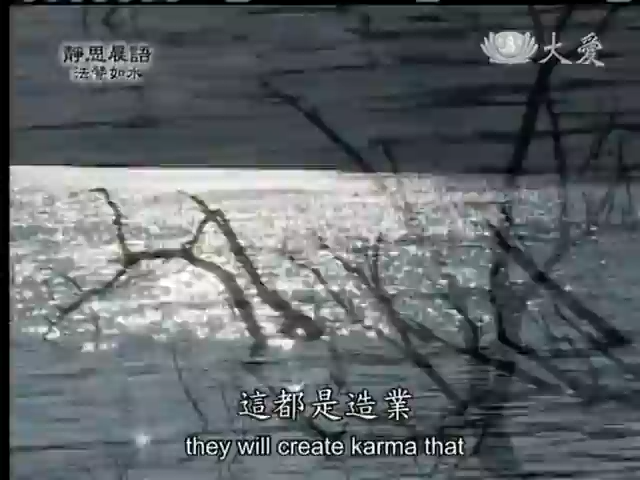 靜思晨語
法譬如水
大愛
這都是造業
they will create karma that